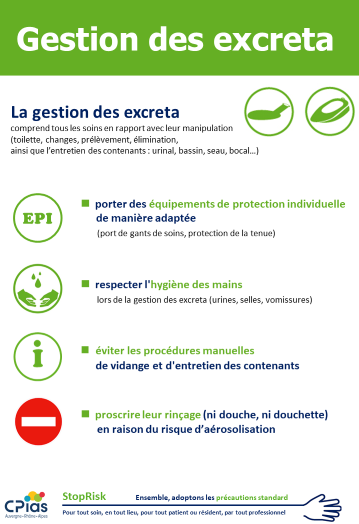 Gestion des excreta
La gestion des excreta
comprend tous les soins en rapport avec leur manipulation
(toilette, changes, prélèvement, élimination,
ainsi que l'entretien des contenants : urinal, bassin, seau, bocal…)
EPI
porter des équipements de protection individuelle
de manière adaptée
(port de gants de soins, protection de la tenue)
respecter l'hygiène des mains
lors de la gestion des excreta (urines, selles, vomissures)
éviter les procédures manuelles
de vidange et d'entretien des contenants
proscrire leur rinçage (ni douche, ni douchette)
en raison du risque d'aérosolisation
CPias
Auvergne-Rhône-Alpes
StopRisk
Ensemble, adoptons les précautions standard
Pour tout soin, en tout lieu, pour tout patient ou résident, par tout professionnel